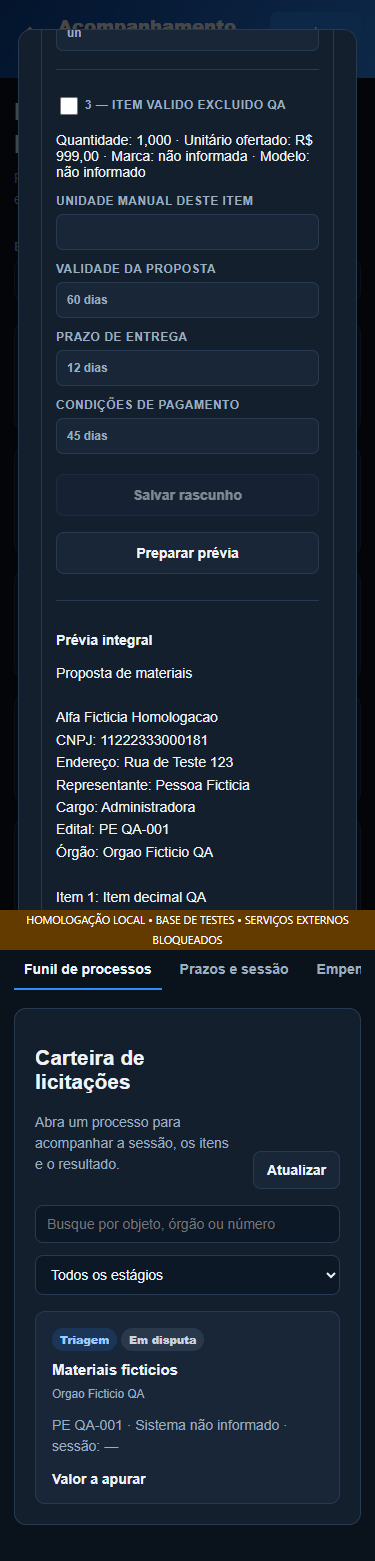 Acompanhamento
un
3 — ITEM VALIDO EXCLUIDO QA
Quantidade: 1,000 · Unitário ofertado: R$
999,00 · Marca: não informada · Modelo:
não informado
UNIDADE MANUAL DESTE ITEM
VALIDADE DA PROPOSTA
60 dias
PRAZO DE ENTREGA
12 dias
CONDIÇÕES DE PAGAMENTO
45 dias
Salvar rascunho
Preparar prévia
Prévia integral
Proposta de materiais
Alfa Ficticia Homologacao
CNPJ: 11222333000181
Endereço: Rua de Teste 123
Representante: Pessoa Ficticia
Cargo: Administradora
Edital: PE QA-001
Órgão: Orgao Ficticio QA
Item 1: Item decimal QA
HOMOLOGAÇÃO LOCAL • BASE DE TESTES • SERVIÇOS EXTERNOS
BLOQUEADOS
Funil de processos Prazos e sessão Empen
Carteira de
licitações
Abra um processo para
acompanhar a sessão, os itens
e o resultado.
Atualizar
Busque por objeto, órgão ou número
Todos os estágios
Triagem Em disputa
Materiais ficticios
Orgao Ficticio QA
PE QA-001 · Sistema não informado ·
sessão: —
Valor a apurar